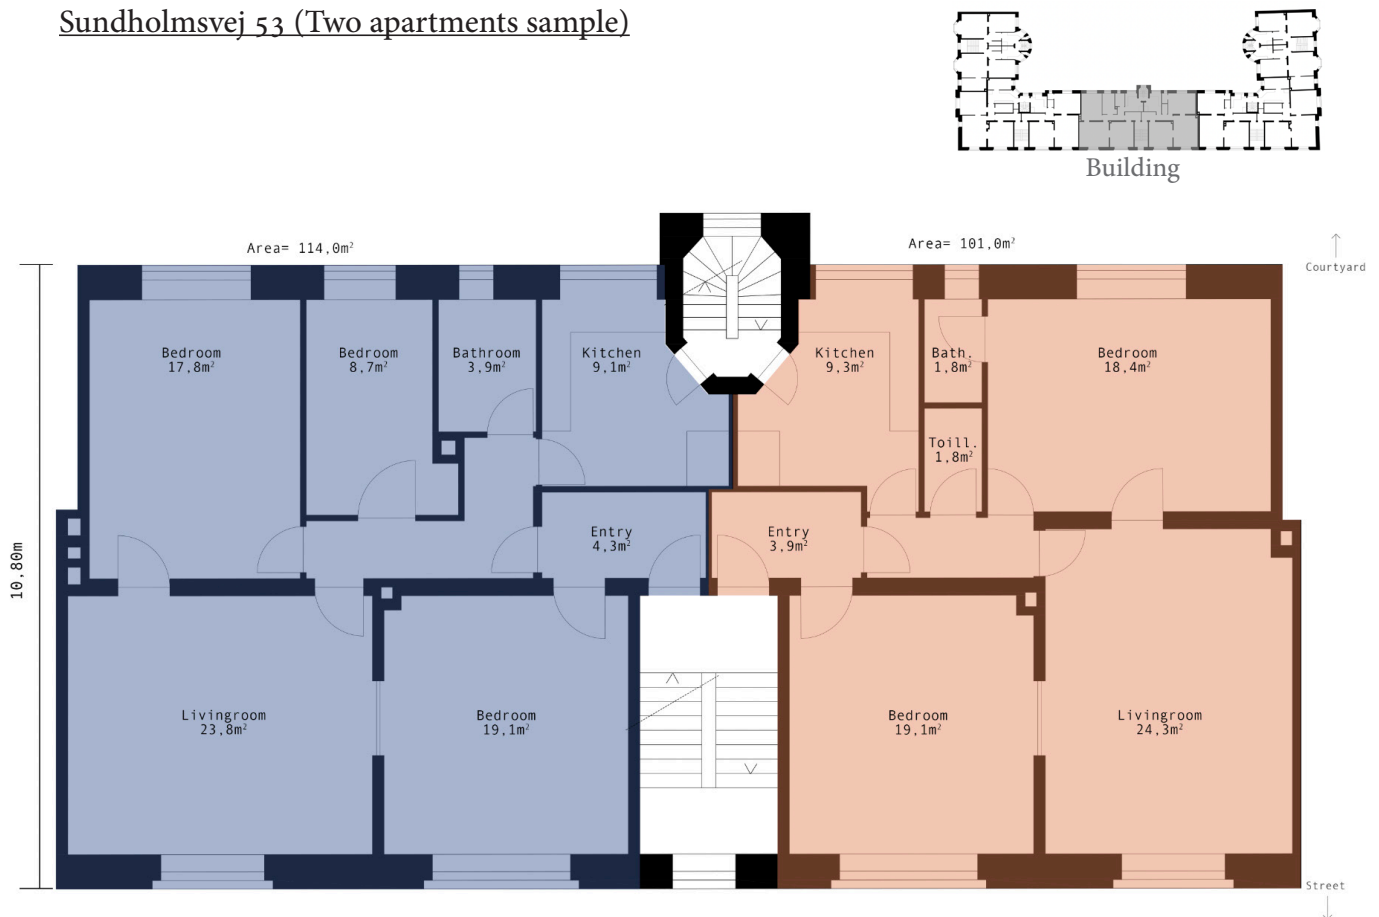 Sundholmsvej 53 (Two apartments sample)
Building
Area= 114,0m²
Area= 101,0m²
Courtyard
Bedroom
17,8m²
Bedroom
8,7m²
Bathroom
3,9m²
Kitchen
9,1m²
Kitchen
9,3m²
Bath.
1,8m²
Bedroom
18,4m²
Toill.
1,8m²
Entry
4,3m²
Entry
3,9m²
10,80m
Livingroom
23,8m²
Bedroom
19,1m²
Bedroom
19,1m²
Livingroom
24,3m²
Street